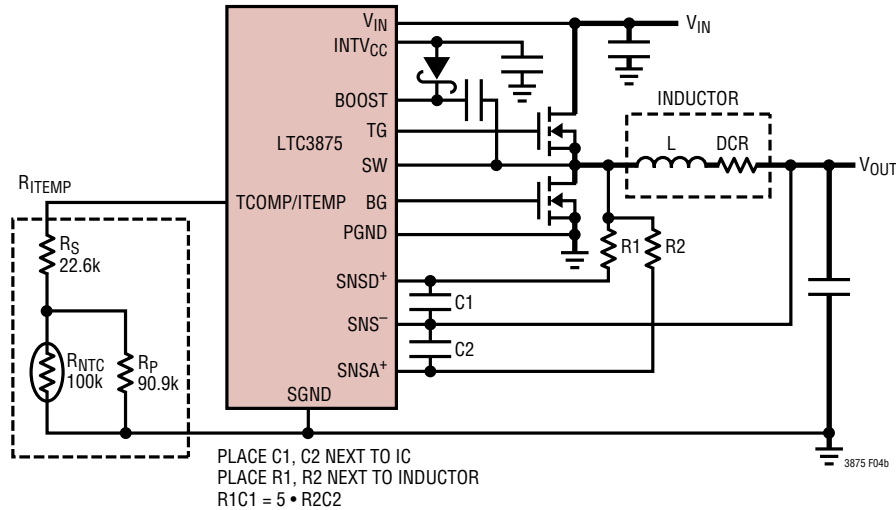 V_IN
INTV_CC
BOOST
TG
LTC3875
SW
TCOMP/ITEMP
BG
PGND
SNSD+
SNS–
SNSA+
SGND
V_IN
INDUCTOR
L
DCR
V_OUT
R1
R2
C1
C2
R_ITEMP
R_S
22.6k
R_NTC
100k
R_P
90.9k
3875 F04b
PLACE C1, C2 NEXT TO IC
PLACE R1, R2 NEXT TO INDUCTOR
R1C1 = 5 • R2C2